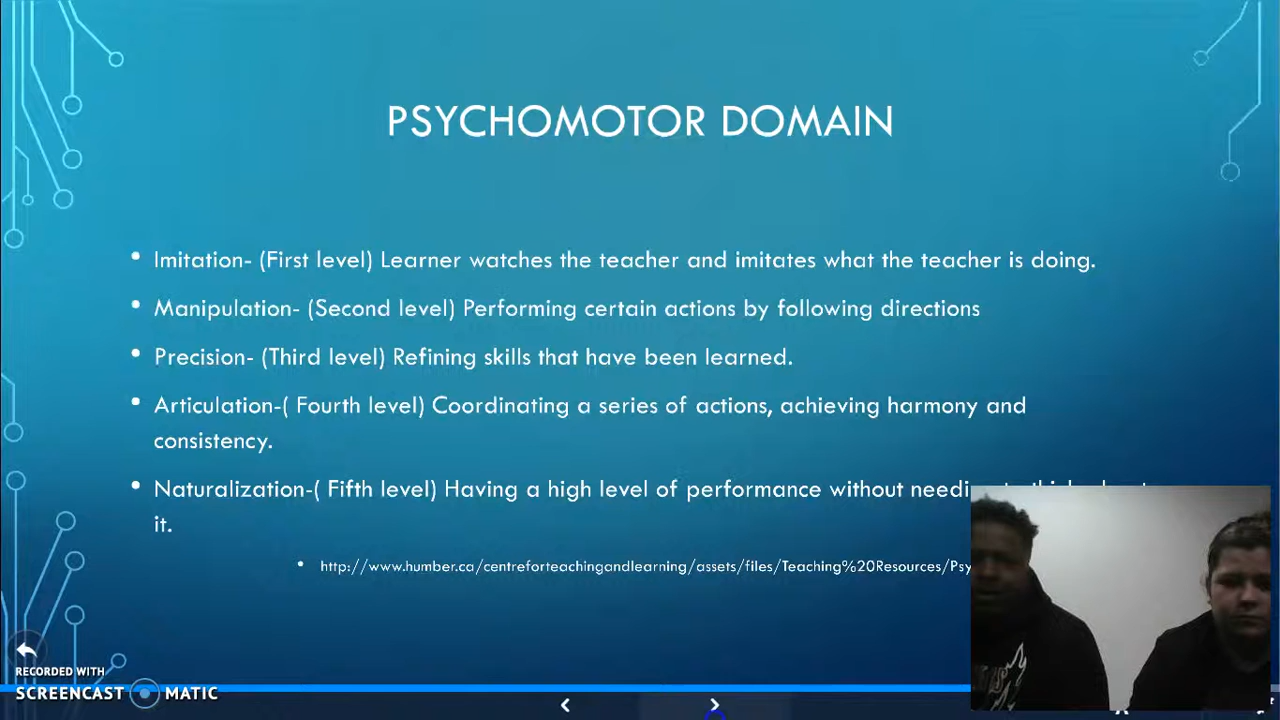 PSYCHOMOTOR DOMAIN
• Imitation- (First level) Learner watches the teacher and imitates what the teacher is doing.
• Manipulation- (Second level) Performing certain actions by following directions
• Precision- (Third level) Refining skills that have been learned.
• Articulation-( Fourth level) Coordinating a series of actions, achieving harmony and
consistency.
• Naturalization-( Fifth level) Having a high level of performance without
it.
• http://www.humber.ca/centreforteachingandlearning/assets/files/Teaching%20Resources/Psy
RECORDED WITH
SCREENCAST MATIC